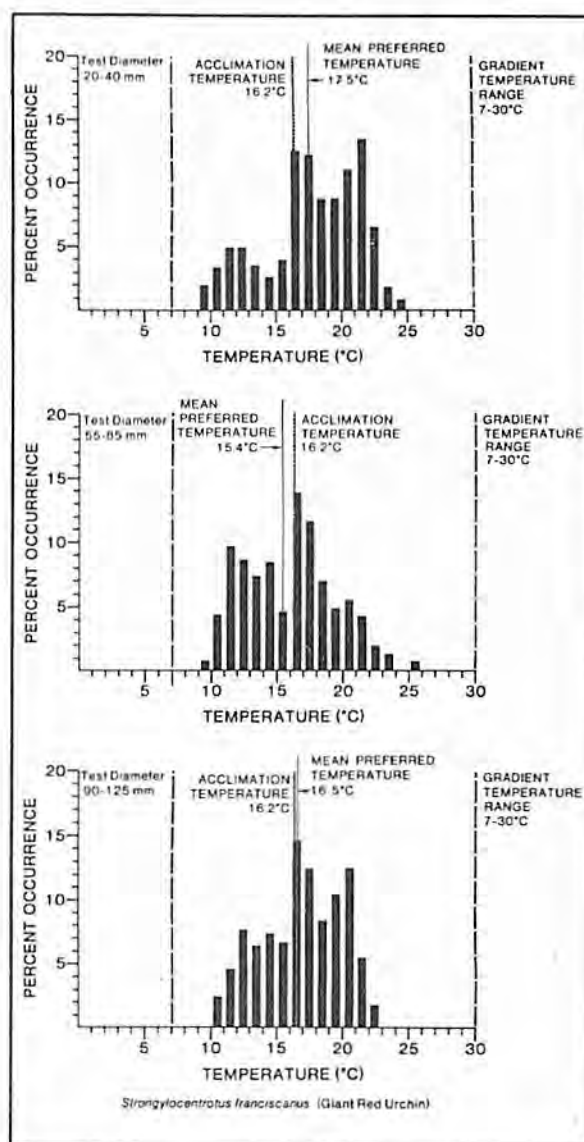 Test Diameter
20-40 mm
ACCLIMATION
TEMPERATURE
16.2°C
MEAN PREFERRED
TEMPERATURE
17.5°C
GRADIENT
TEMPERATURE
RANGE
7-30°C
PERCENT OCCURRENCE
20
15
10
5
5 10 15 20 25 30
TEMPERATURE (°C)
Test Diameter
55-85 mm
MEAN
PREFERRED
TEMPERATURE
15.4°C
ACCLIMATION
TEMPERATURE
16.2°C
GRADIENT
TEMPERATURE
RANGE
7-30°C
PERCENT OCCURRENCE
20
15
10
5
5 10 15 20 25 30
TEMPERATURE (°C)
Test Diameter
90-125 mm
ACCLIMATION
TEMPERATURE
16.2°C
MEAN PREFERRED
TEMPERATURE
16.5°C
GRADIENT
TEMPERATURE
RANGE
7-30°C
PERCENT OCCURRENCE
20
15
10
5
5 10 15 20 25 30
TEMPERATURE (°C)
Strongylocentrotus franciscanus (Giant Red Urchin)